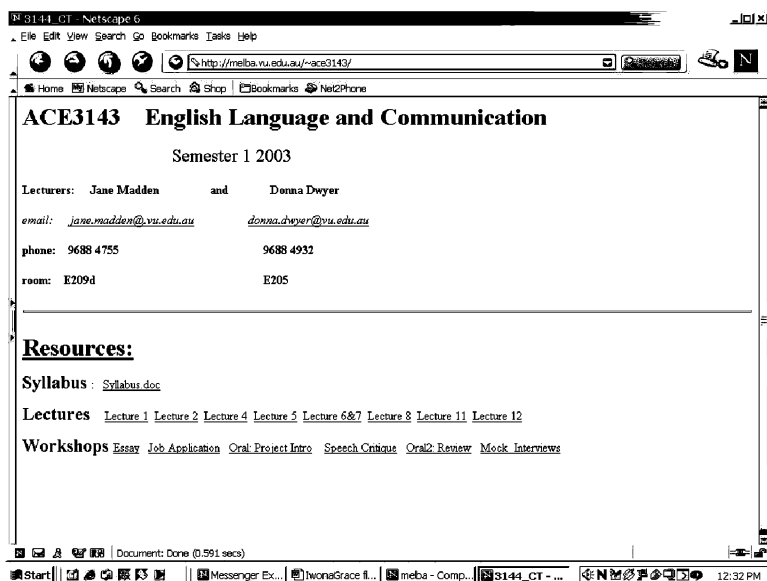 3144_CT - Netscape 6
File Edit View Search Go Bookmarks Tasks Help
http://melba.vu.edu.au/~ace3143/
N
Home Netscape Search Shop Bookmarks Net2Phone
ACE3143 English Language and Communication
Semester 1 2003
Lecturers: Jane Madden and Donna Dwyer
email: jane.madden@.vu.edu.au donna.dwyer@vu.edu.au
phone: 9688 4755 9688 4932
room: E209d E205
Resources:
Syllabus : Syllabus.doc
Lectures Lecture 1 Lecture 2 Lecture 4 Lecture 5 Lecture 6&7 Lecture 8 Lecture 11 Lecture 12
Workshops Essay Job Application Oral: Project Intro Speech Critique Oral2: Review Mock Interviews
Document: Done (0.591 secs)
Start Messenger Ex... IwonaGrace fi... melba - Comp... 3144_CT - ... 12:32 PM